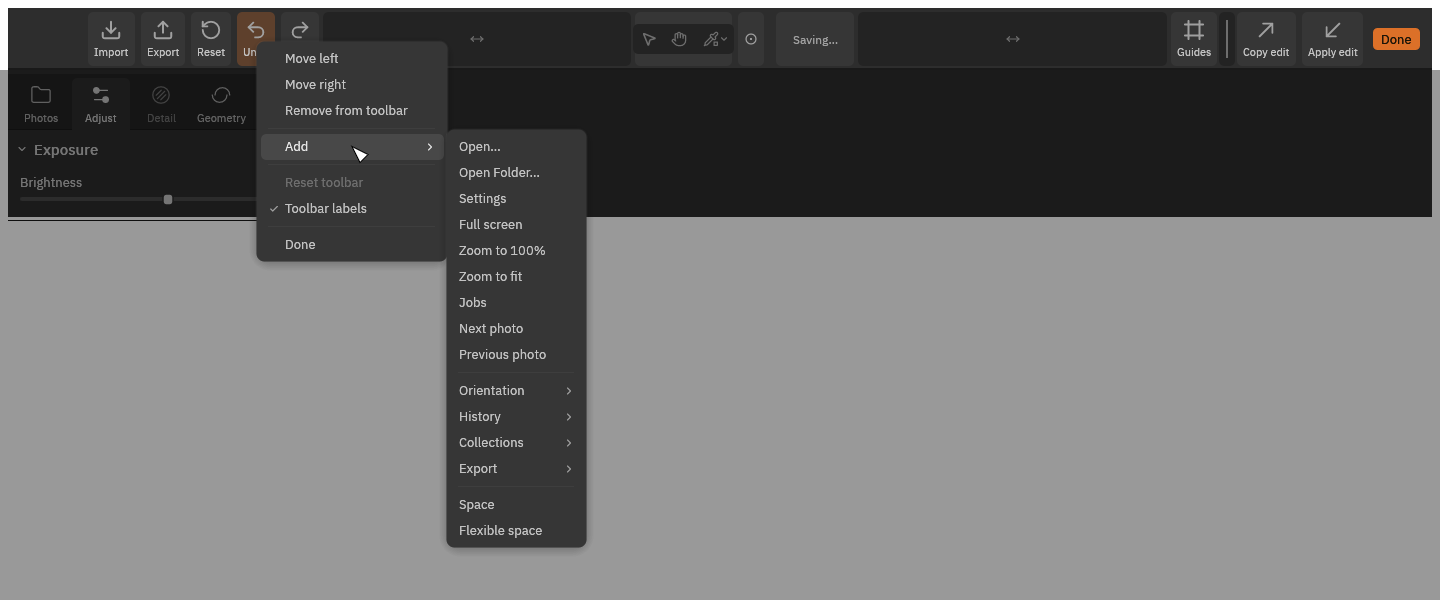 Import
Export
Reset
Un
Saving...
Guides
Copy edit
Apply edit
Done
Photos
Adjust
Detail
Geometry
Exposure
Brightness
Move left
Move right
Remove from toolbar
Add
Reset toolbar
Toolbar labels
Done
Open...
Open Folder...
Settings
Full screen
Zoom to 100%
Zoom to fit
Jobs
Next photo
Previous photo
Orientation
History
Collections
Export
Space
Flexible space